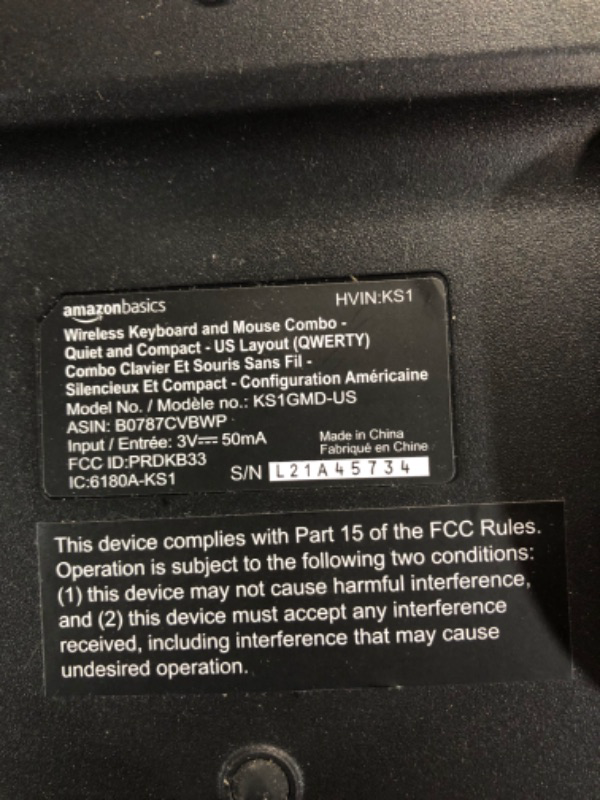 amazonbasics HVIN:KS1
Wireless Keyboard and Mouse Combo -
Quiet and Compact - US Layout (QWERTY)
Combo Clavier Et Souris Sans Fil -
Silencieux Et Compact - Configuration Américaine
Model No. / Modèle no.: KS1GMD-US
ASIN: B0787CVBWP
Input / Entrée: 3V⎓ 50mA
Made in China
Fabriqué en Chine
FCC ID:PRDKB33
IC:6180A-KS1
S/N L21A45734
This device complies with Part 15 of the FCC Rules.
Operation is subject to the following two conditions:
(1) this device may not cause harmful interference,
and (2) this device must accept any interference
received, including interference that may cause
undesired operation.